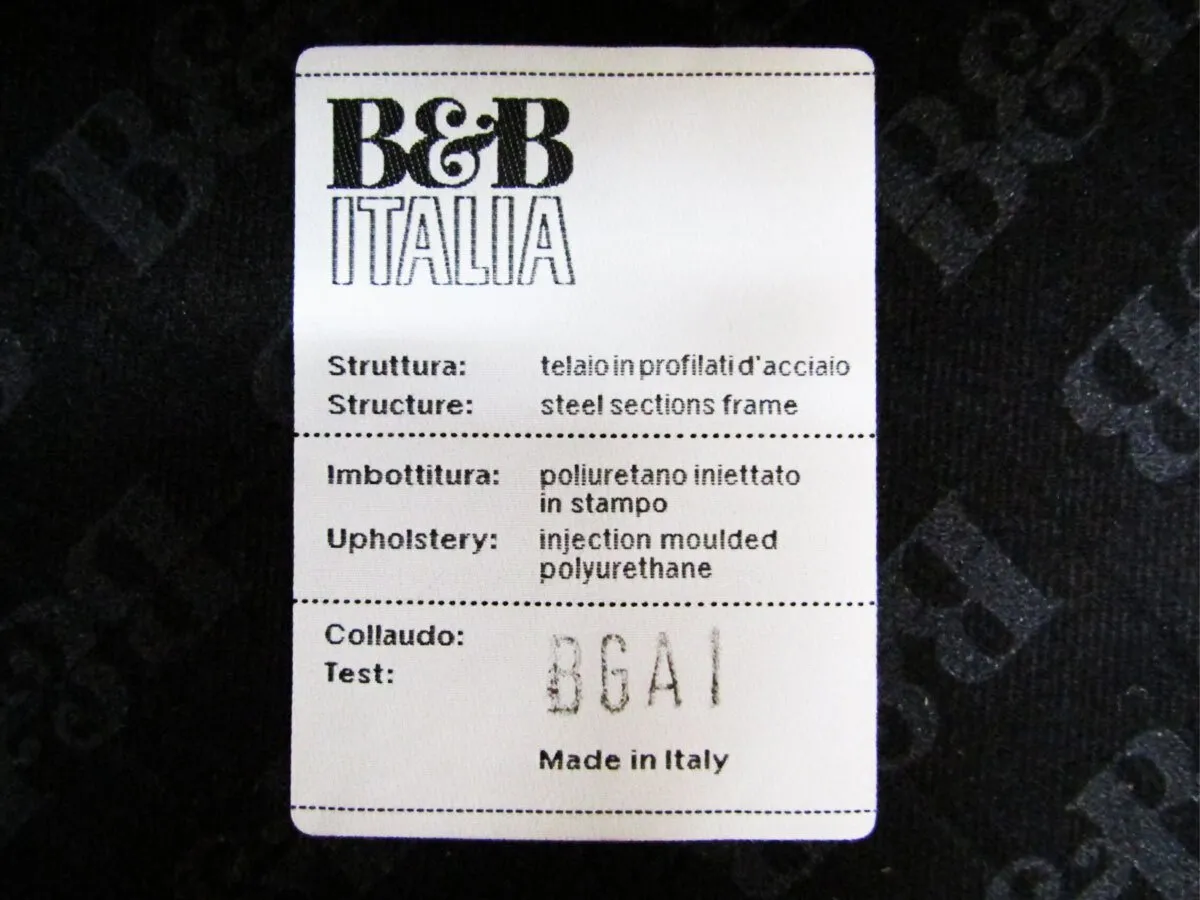 B&B
ITALIA
Struttura: telaio in profilati d'acciaio
Structure: steel sections frame
Imbottitura: poliuretano iniettato
in stampo
Upholstery: injection moulded
polyurethane
Collaudo:
Test: BGAI
Made in Italy